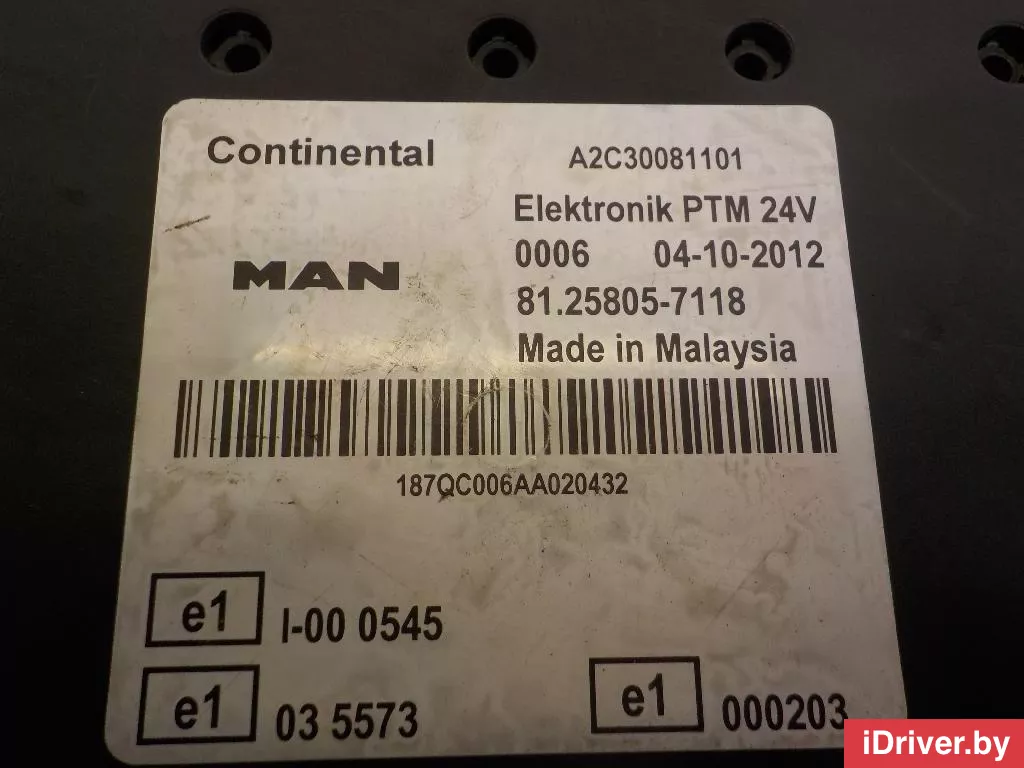 Continental A2C30081101
Elektronik PTM 24V
0006 04-10-2012
MAN
81.25805-7118
Made in Malaysia
187QC006AA020432
e1 I-00 0545
e1 03 5573
e1 000203
iDriver.by